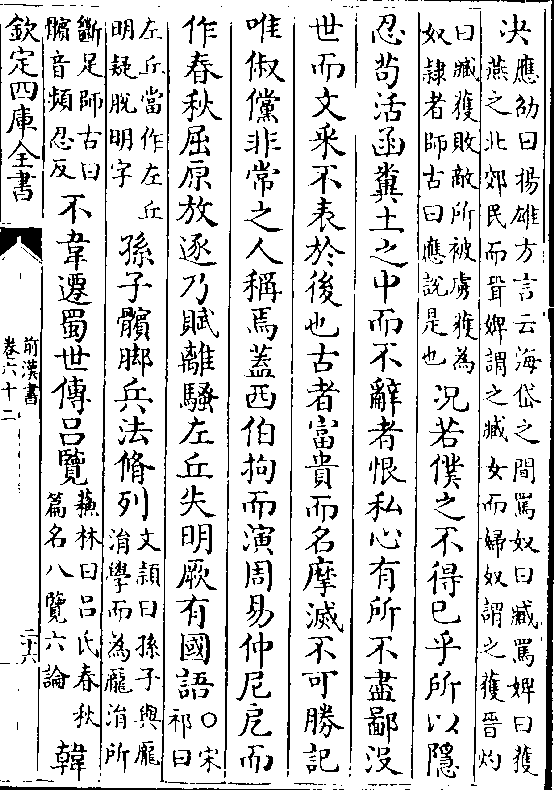 決應劭曰揚雄方言云海岱之間罵奴曰臧罵婢曰獲
燕之北郊民而聟婢謂之臧女而婦奴謂之獲晉灼
曰臧獲敗敵所被虜獲為
奴隸者師古曰應說是也况若僕之不得已乎所以隱
忍苟活函糞土之中而不辭者恨私心有所不盡鄙沒
世而文采不表於後也古者富貴而名摩滅不可勝記
唯俶儻非常之人稱焉蓋西伯拘而演周易仲尼戹而
作春秋屈原放逐乃賦離騷左丘失明厥有國語○宋
祁曰
左丘當作左丘
明疑脫明字孫子髕脚兵法脩列文穎曰孫子與龐
涓學而為龐涓所
斷足師古曰
髕音頻忍反不韋遷蜀世傳吕覽蘇林曰吕氏春秋
篇名八覽六論韓
欽定四庫全書
前漢書
卷六十二
二十六